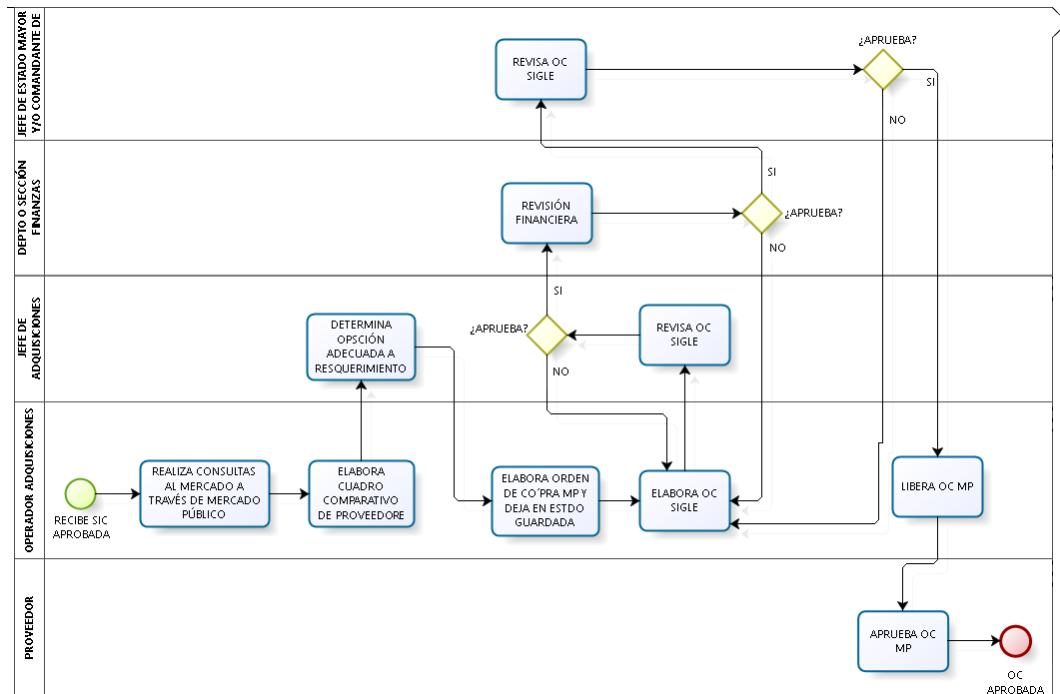 JEFE DE ESTADO MAYOR
Y/O COMANDANTE DE
REVISA OC
SIGLE
¿APRUEBA?
SI
NO
DEPTO O SECCIÓN
FINANZAS
REVISIÓN
FINANCIERA
SI
¿APRUEBA?
NO
JEFE DE
ADQUISICIONES
DETERMINA
OPSCIÓN
ADECUADA A
RESQUERIMIENTO
SI
¿APRUEBA?
NO
REVISA OC
SIGLE
OPERADOR ADQUISICIONES
RECIBE SIC
APROBADA
REALIZA CONSULTAS
AL MERCADO A
TRAVÉS DE MERCADO
PÚBLICO
ELABORA
CUADRO
COMPARATIVO
DE PROVEEDORE
ELABORA ORDEN
DE CO´PRA MP Y
DEJA EN ESTDO
GUARDADA
ELABORA OC
SIGLE
LIBERA OC MP
PROVEEDOR
APRUEBA OC
MP
OC
APROBADA